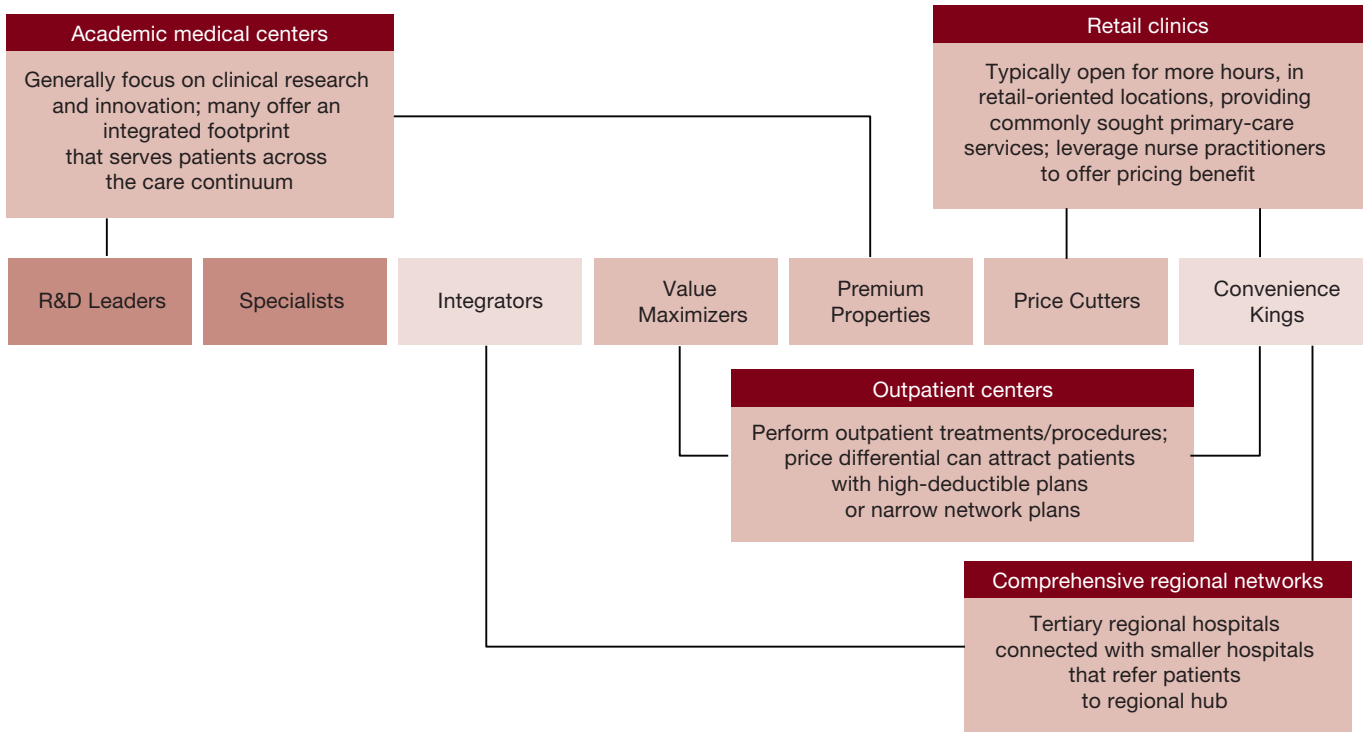 Academic medical centers
Generally focus on clinical research
and innovation; many offer an
integrated footprint
that serves patients across
the care continuum
Retail clinics
Typically open for more hours, in
retail-oriented locations, providing
commonly sought primary-care
services; leverage nurse practitioners
to offer pricing benefit
R&D Leaders
Specialists
Integrators
Value
Maximizers
Premium
Properties
Price Cutters
Convenience
Kings
Outpatient centers
Perform outpatient treatments/procedures;
price differential can attract patients
with high-deductible plans
or narrow network plans
Comprehensive regional networks
Tertiary regional hospitals
connected with smaller hospitals
that refer patients
to regional hub